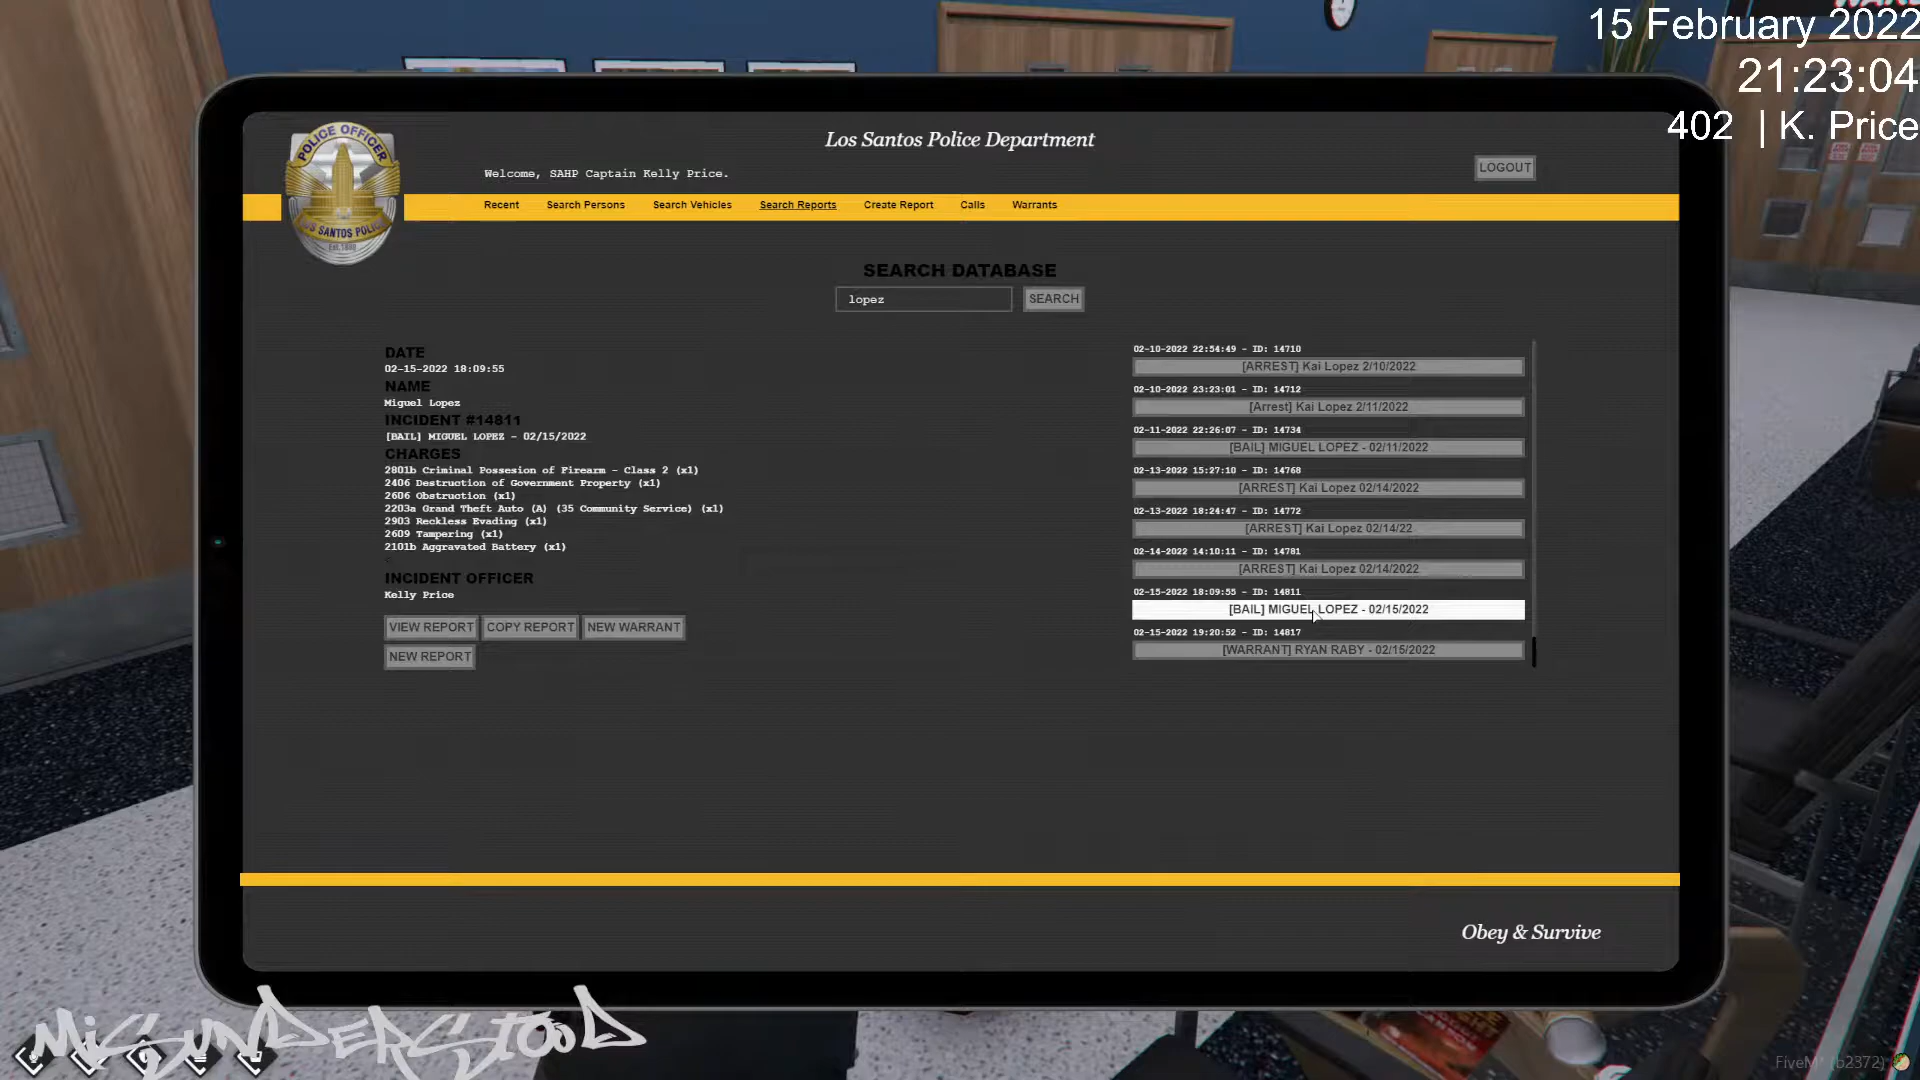 15 February 2022
21:23:04
402 | K. Price
POLICE OFFICER
LOS SANTOS POLICE
Los Santos Police Department
Welcome, SAHP Captain Kelly Price.
LOGOUT
Recent Search Persons Search Vehicles Search Reports Create Report Calls Warrants
SEARCH DATABASE
lopez SEARCH
DATE
02-15-2022 18:09:55
NAME
Miguel Lopez
INCIDENT #14811
[BAIL] MIGUEL LOPEZ - 02/15/2022
CHARGES
2801b Criminal Possesion of Firearm - Class 2 (x1)
2406 Destruction of Government Property (x1)
2606 Obstruction (x1)
2203a Grand Theft Auto (A) (35 Community Service) (x1)
2903 Reckless Evading (x1)
2609 Tampering (x1)
2101b Aggravated Battery (x1)
INCIDENT OFFICER
Kelly Price
VIEW REPORT COPY REPORT NEW WARRANT
NEW REPORT
02-10-2022 22:54:49 - ID: 14710
[ARREST] Kai Lopez 2/10/2022
02-10-2022 23:23:01 - ID: 14712
[Arrest] Kai Lopez 2/11/2022
02-11-2022 22:26:07 - ID: 14734
[BAIL] MIGUEL LOPEZ - 02/11/2022
02-13-2022 15:27:10 - ID: 14768
[ARREST] Kai Lopez 02/14/2022
02-13-2022 18:24:47 - ID: 14772
[ARREST] Kai Lopez 02/14/22
02-14-2022 14:10:11 - ID: 14781
[ARREST] Kai Lopez 02/14/2022
02-15-2022 18:09:55 - ID: 14811
[BAIL] MIGUEL LOPEZ - 02/15/2022
02-15-2022 19:20:52 - ID: 14817
[WARRANT] RYAN RABY - 02/15/2022
Obey & Survive
MiSUNDERSTOOD